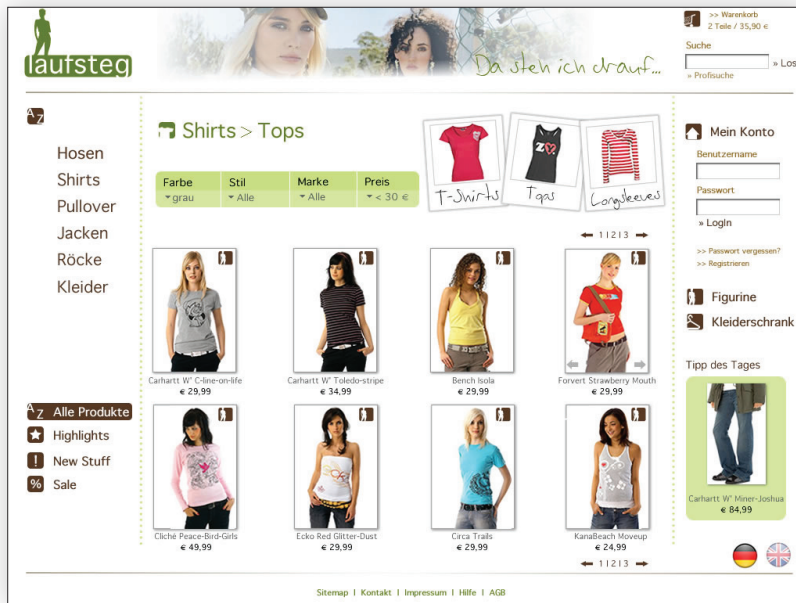 laufsteg
Da steh ich drauf...
>> Warenkorb
2 Teile / 35,90 €
Suche
» Los
» Profisuche
A Z
Hosen
Shirts
Pullover
Jacken
Röcke
Kleider
A Z Alle Produkte
Highlights
! New Stuff
% Sale
Shirts > Tops
Farbe Stil Marke Preis
grau Alle Alle < 30 €
T-Shirts Tops Longsleeves
1 | 2 | 3
Carhartt W' C-line-on-life
€ 29,99
Carhartt W' Toledo-stripe
€ 34,99
Bench Isola
€ 29,99
Forvert Strawberry Mouth
€ 29,99
Cliché Peace-Bird-Girls
€ 49,99
Ecko Red Glitter-Dust
€ 29,99
Circa Trails
€ 29,99
KanaBeach Moveup
€ 24,99
1 | 2 | 3
Mein Konto
Benutzername
Passwort
» LogIn
>> Passwort vergessen?
>> Registrieren
Figurine
Kleiderschrank
Tipp des Tages
Carhartt W' Miner-Joshua
€ 84,99
Sitemap | Kontakt | Impressum | Hilfe | AGB